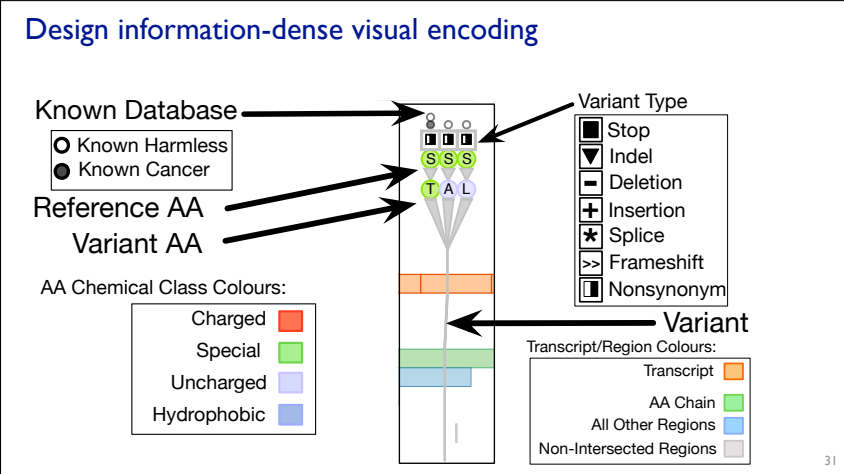 Design information-dense visual encoding
Known Database
Known Harmless
Known Cancer
Reference AA
Variant AA
AA Chemical Class Colours:
Charged
Special
Uncharged
Hydrophobic
S S S
T A L
Variant Type
Stop
Indel
Deletion
Insertion
Splice
>> Frameshift
Nonsynonym
Variant
Transcript/Region Colours:
Transcript
AA Chain
All Other Regions
Non-Intersected Regions
31